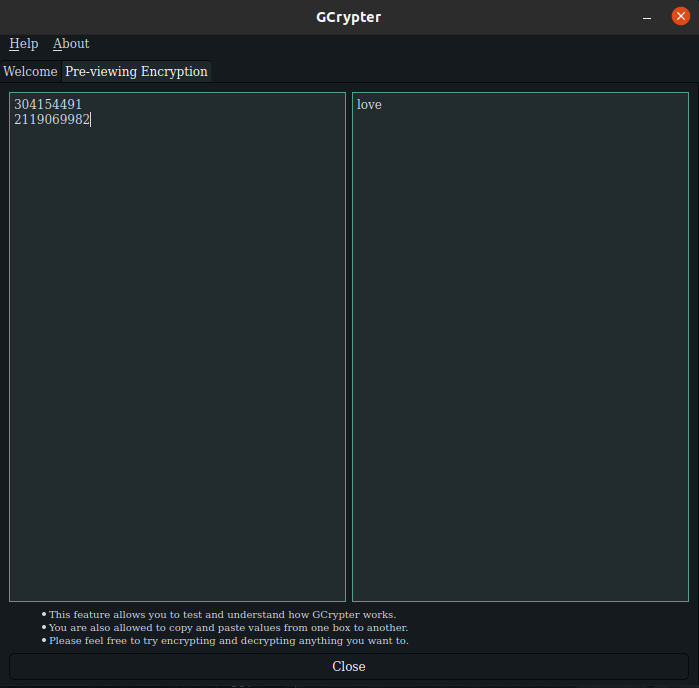 GCrypter
Help About
Welcome Pre-viewing Encryption
304154491
2119069982
love
This feature allows you to test and understand how GCrypter works.
You are also allowed to copy and paste values from one box to another.
Please feel free to try encrypting and decrypting anything you want to.
Close